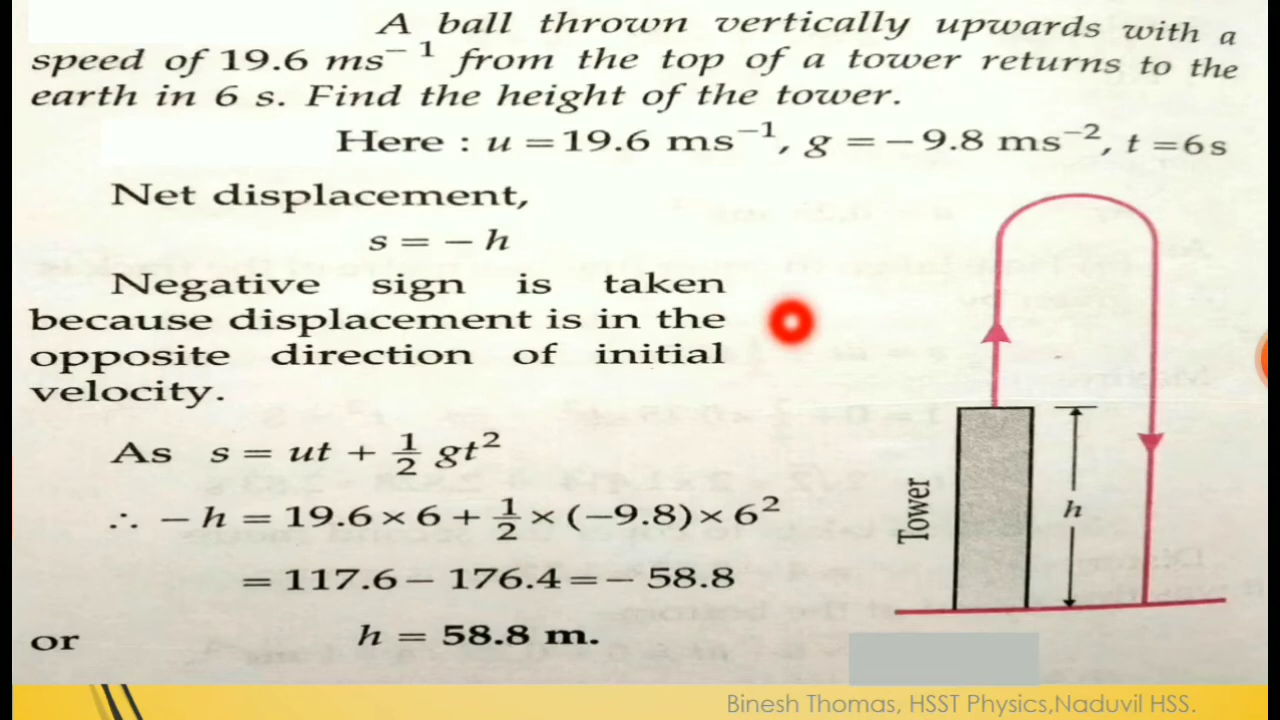 A ball thrown vertically upwards with a
speed of 19.6 ms⁻¹ from the top of a tower returns to the
earth in 6 s. Find the height of the tower.
Here : u = 19.6 ms⁻¹, g = − 9.8 ms⁻², t = 6 s
Net displacement,
s = − h
Negative sign is taken
because displacement is in the
opposite direction of initial
velocity.
As s = ut + 1/2 gt²
∴ − h = 19.6 × 6 + 1/2 × (−9.8) × 6²
= 117.6 − 176.4 = − 58.8
or h = 58.8 m.
Tower
h
Binesh Thomas, HSST Physics,Naduvil HSS.